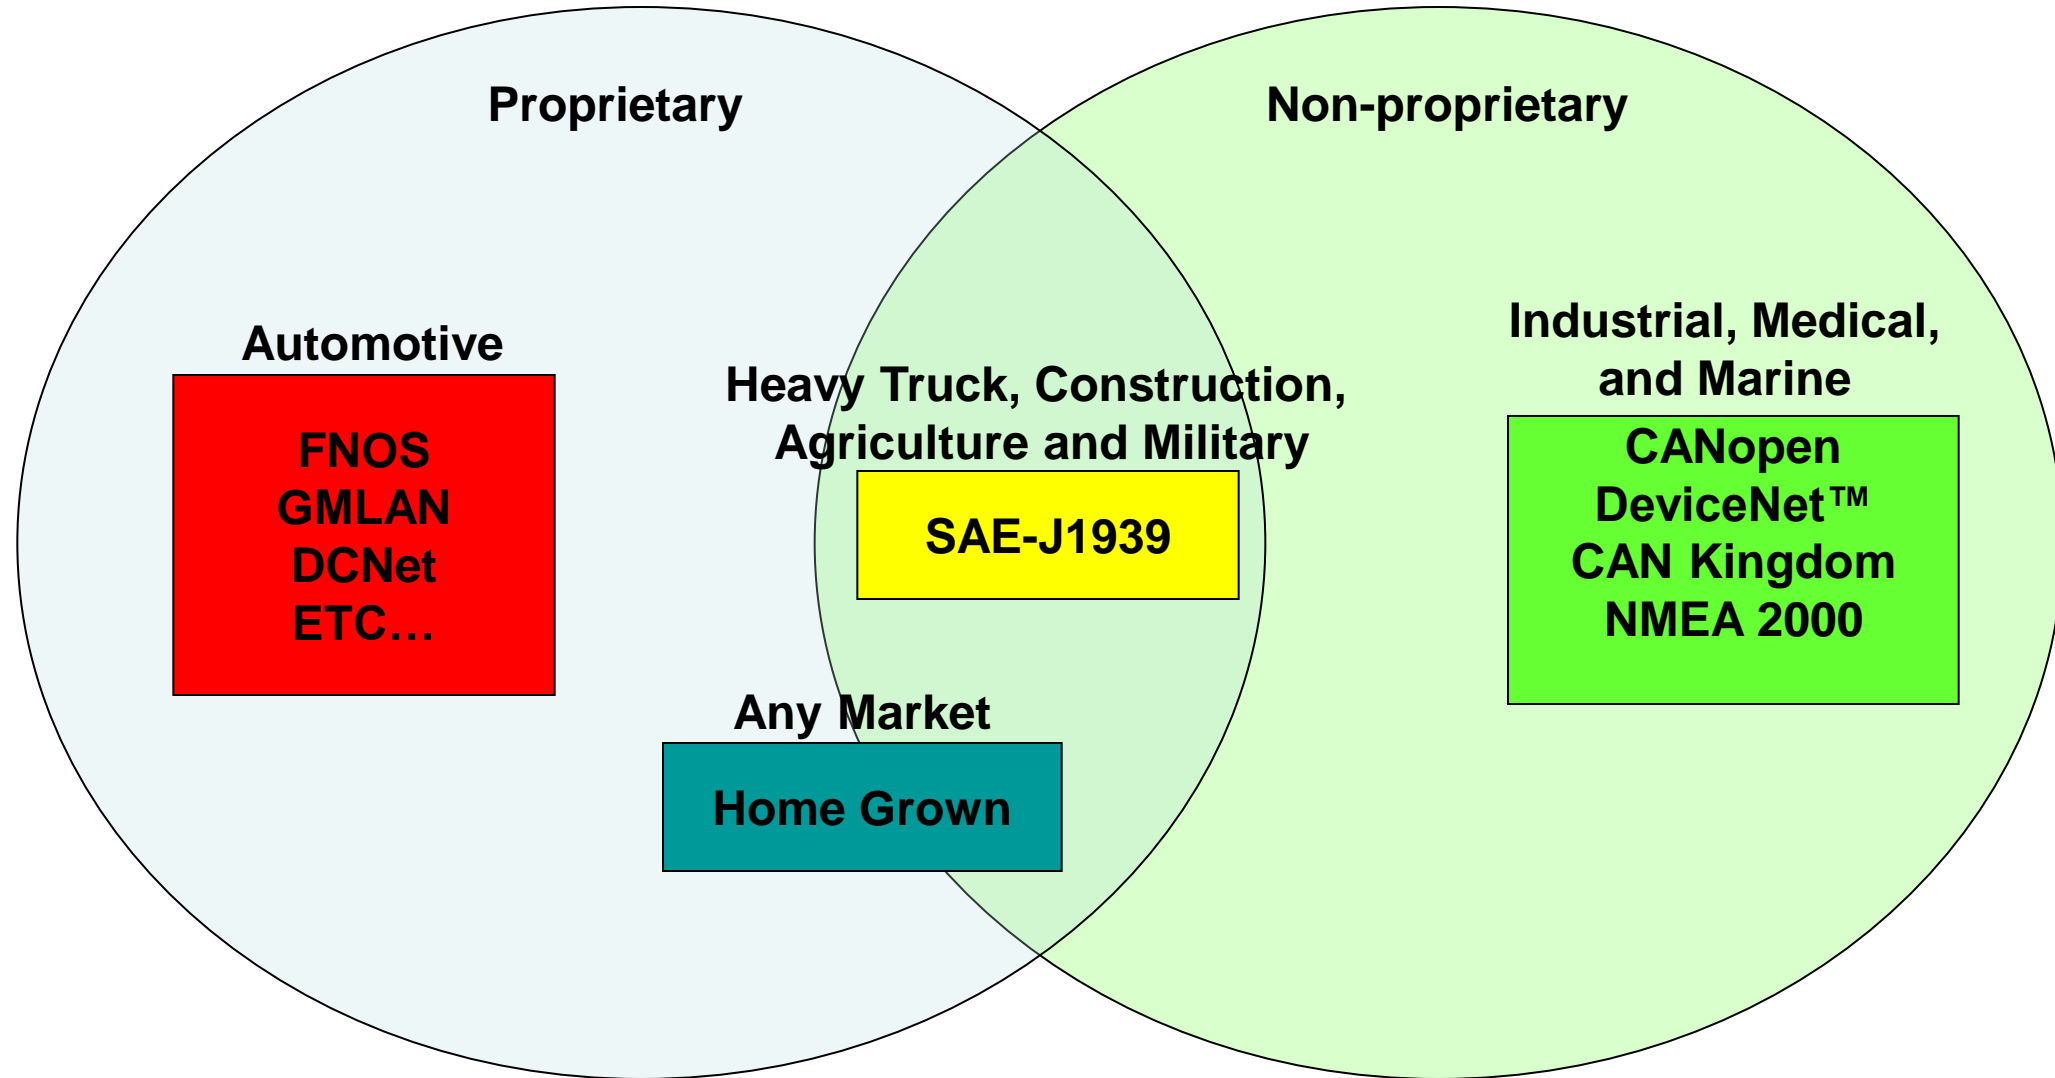 Proprietary
Non-proprietary
Automotive
FNOS
GMLAN
DCNet
ETC…
Heavy Truck, Construction,
Agriculture and Military
SAE-J1939
Any Market
Home Grown
Industrial, Medical,
and Marine
CANopen
DeviceNet™
CAN Kingdom
NMEA 2000